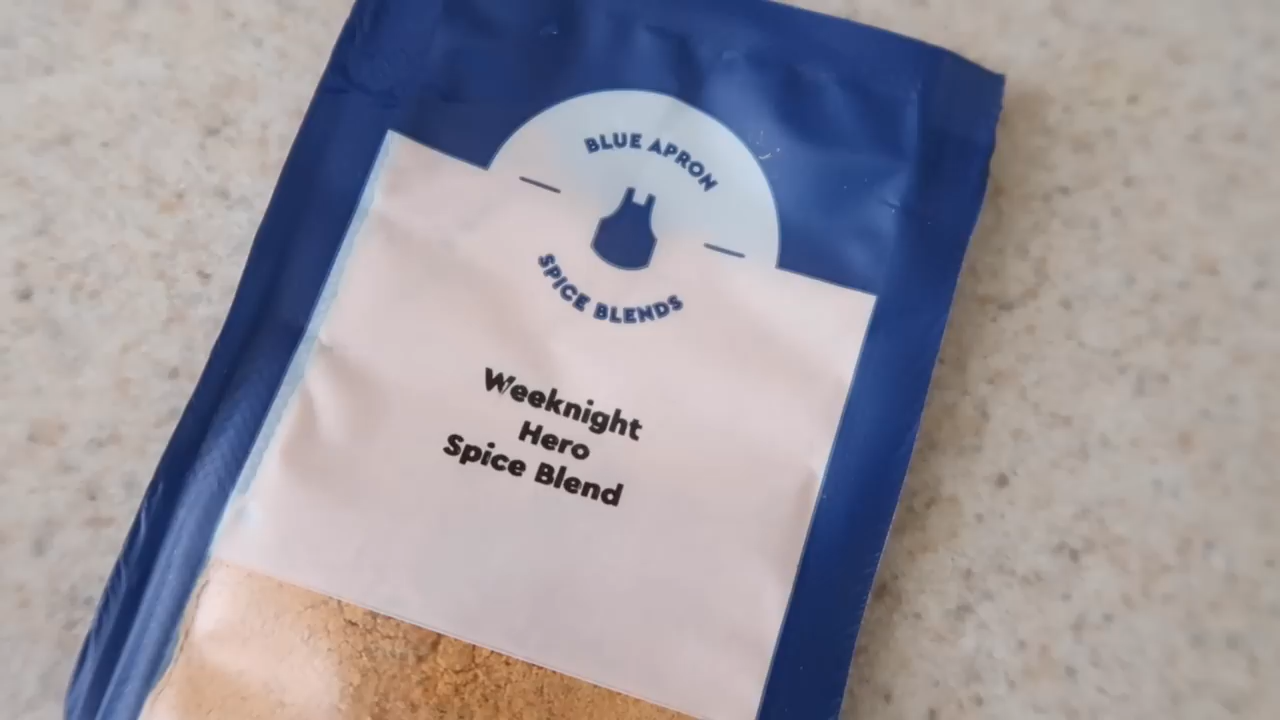 BLUE APRON
SPICE BLENDS
Weeknight
Hero
Spice Blend